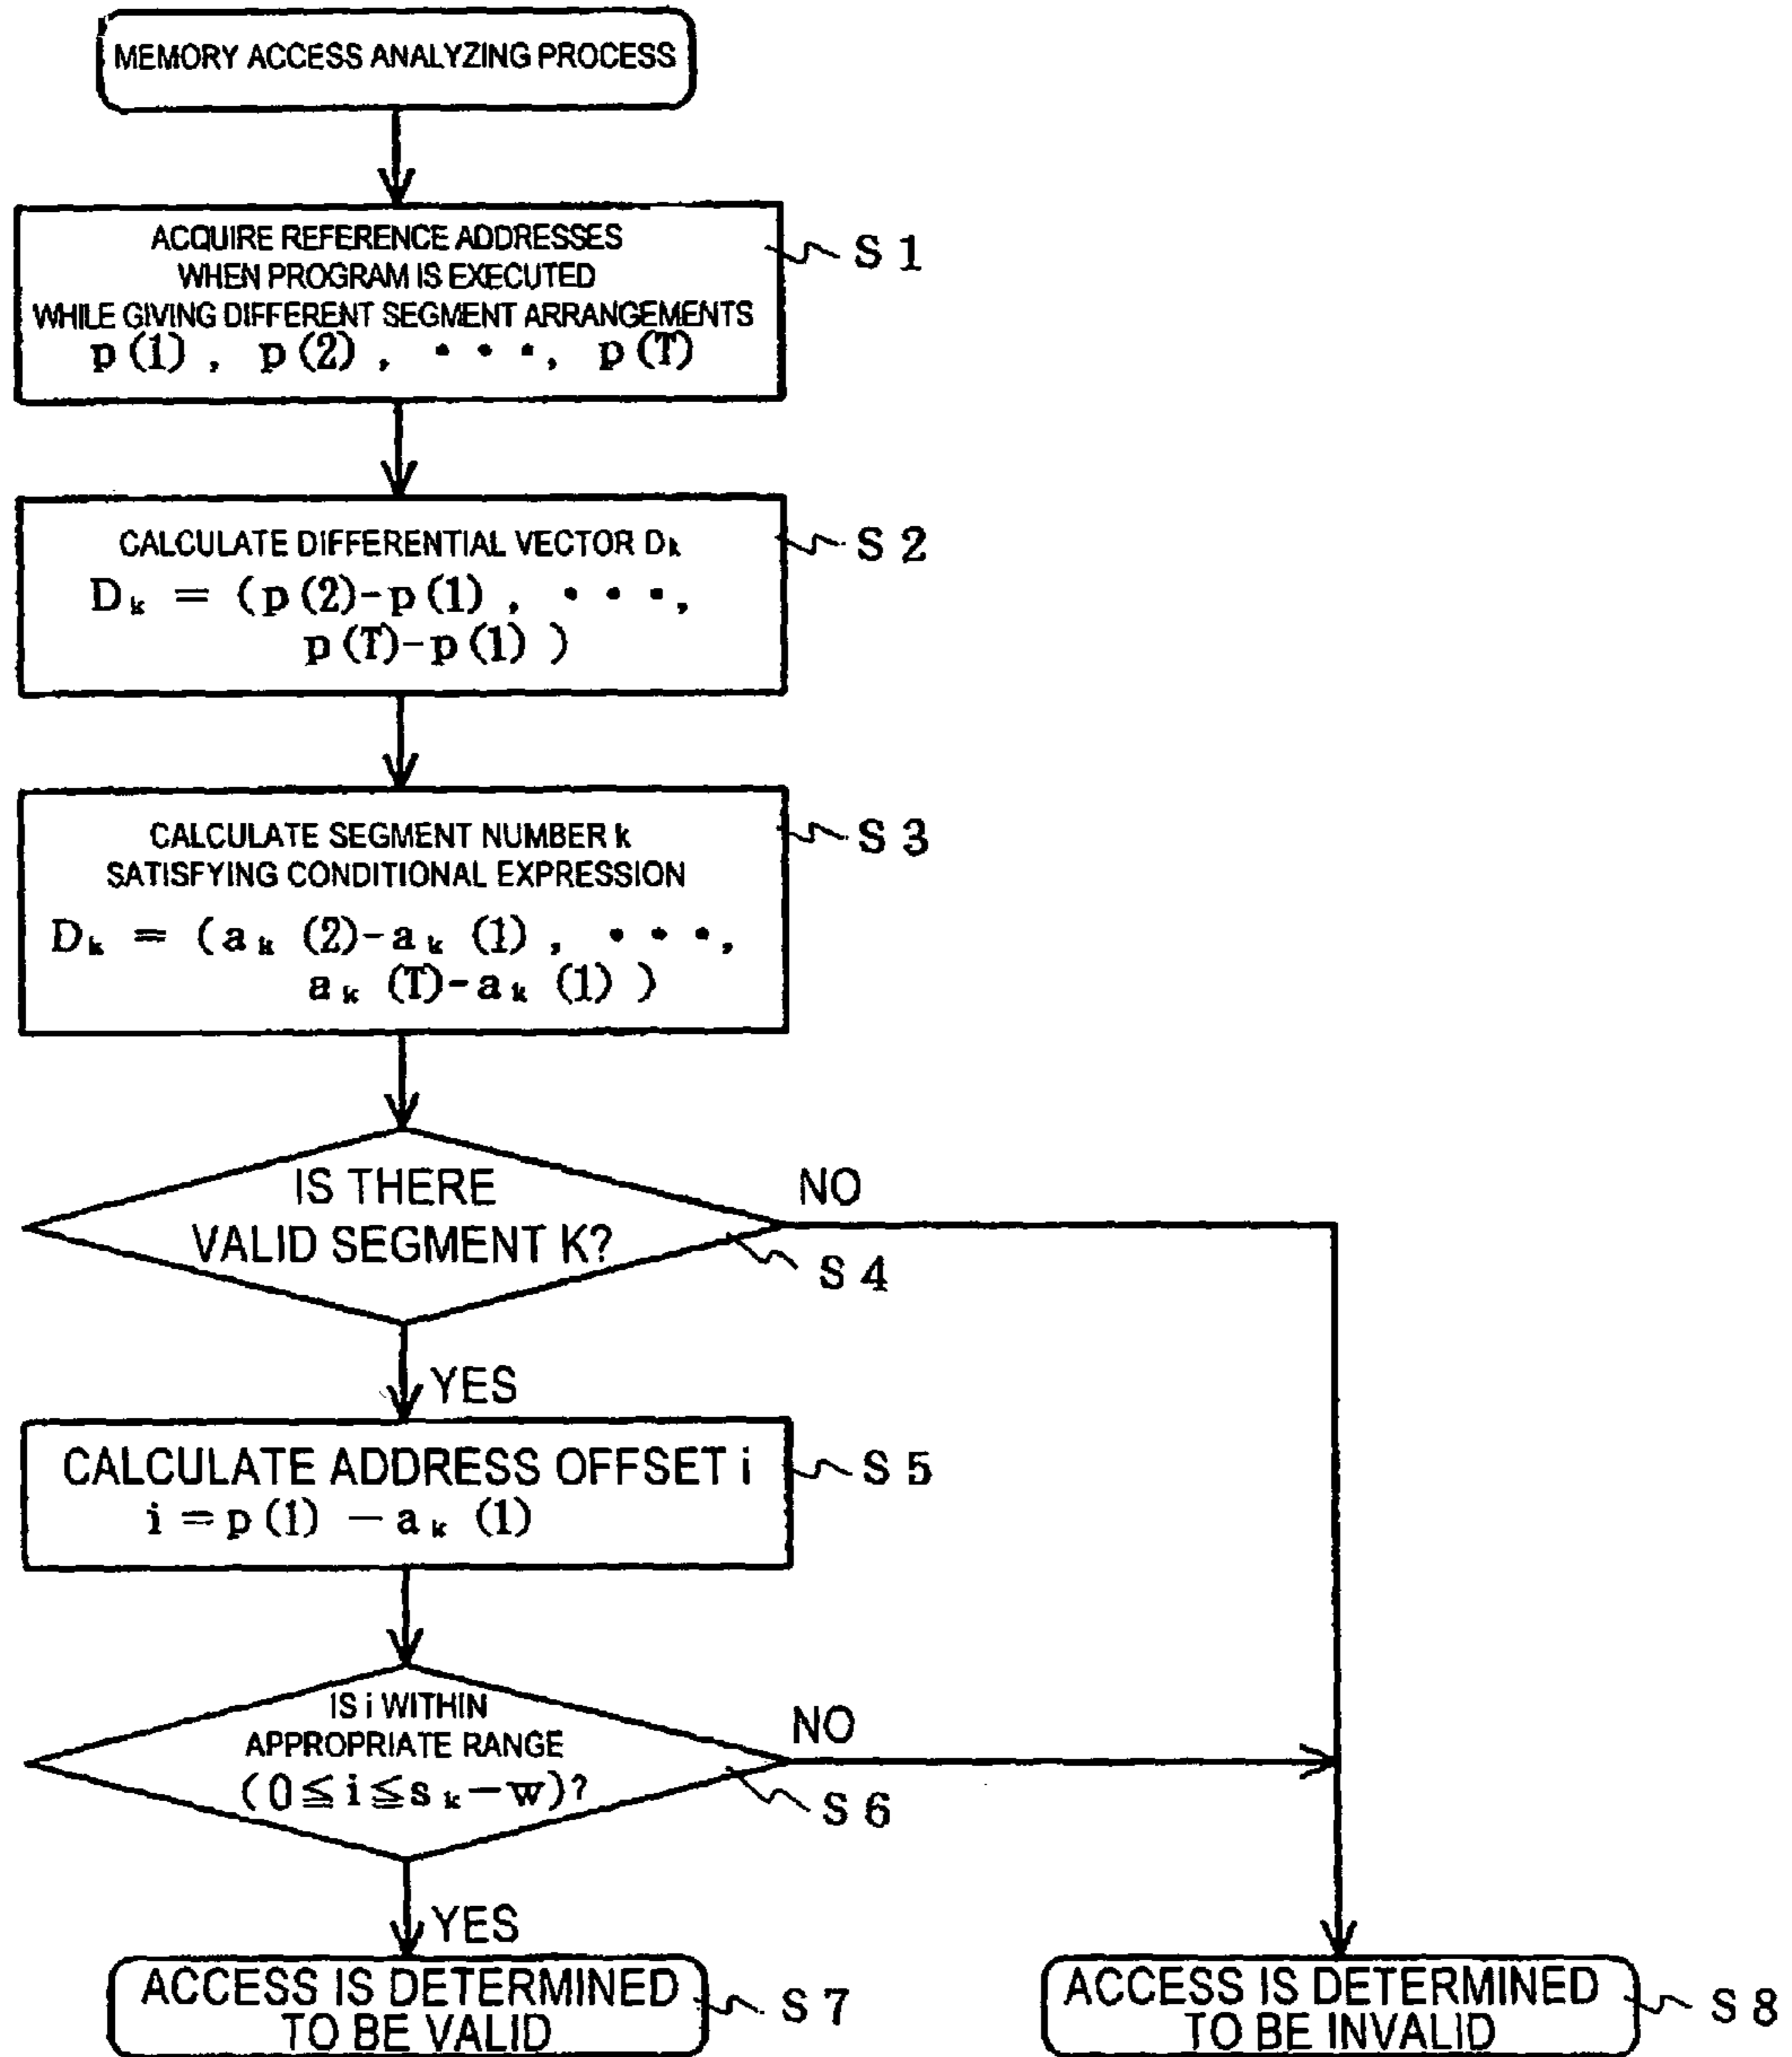 MEMORY ACCESS ANALYZING PROCESS
ACQUIRE REFERENCE ADDRESSES
WHEN PROGRAM IS EXECUTED
WHILE GIVING DIFFERENT SEGMENT ARRANGEMENTS
p(1), p(2), ・・・, p(T)
S1
CALCULATE DIFFERENTIAL VECTOR Dk
Dk = (p(2)-p(1), ・・・,
p(T)-p(1))
S2
CALCULATE SEGMENT NUMBER k
SATISFYING CONDITIONAL EXPRESSION
Dk = (ak(2)-ak(1), ・・・,
ak(T)-ak(1))
S3
IS THERE
VALID SEGMENT K?
S4
NO
YES
CALCULATE ADDRESS OFFSET i
i=p(1)-ak(1)
S5
IS i WITHIN
APPROPRIATE RANGE
(0≦i≦sk-w)?
S6
NO
YES
ACCESS IS DETERMINED
TO BE VALID
S7
ACCESS IS DETERMINED
TO BE INVALID
S8